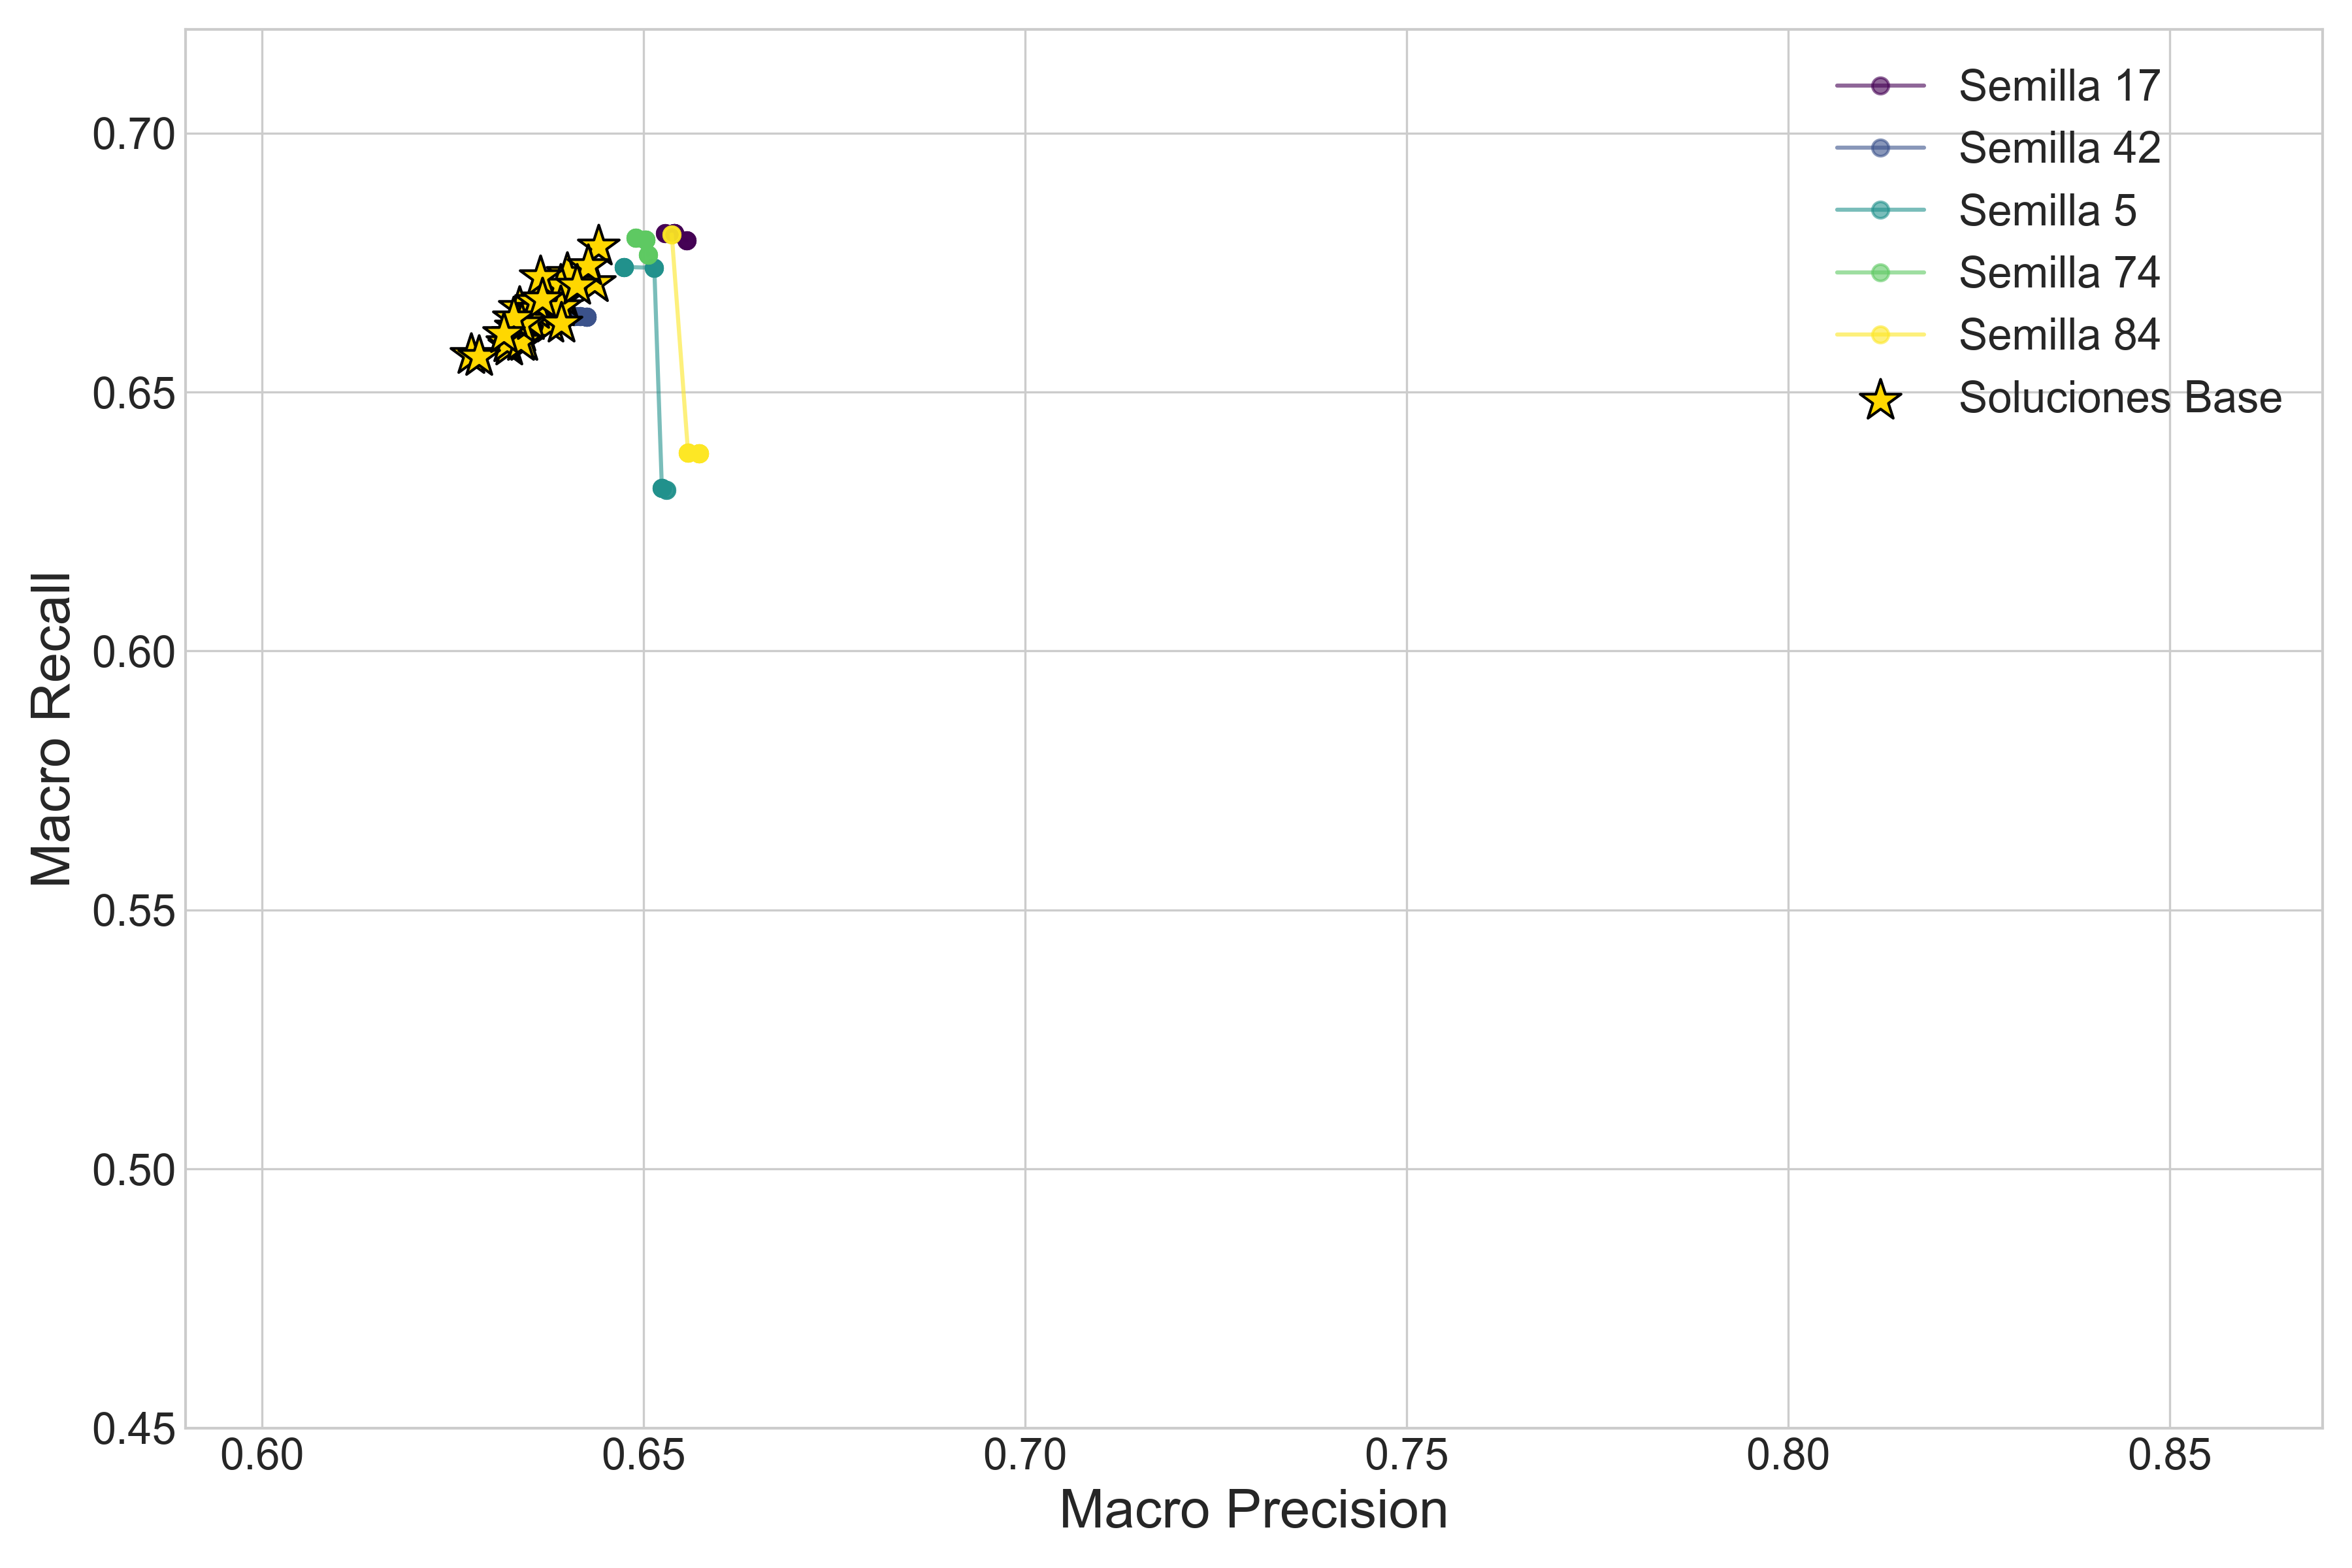 Semilla 17
Semilla 42
Semilla 5
Semilla 74
Semilla 84
Soluciones Base
0.70
0.65
0.60
0.55
0.50
0.45
Macro Recall
0.60 0.65 0.70 0.75 0.80 0.85
Macro Precision